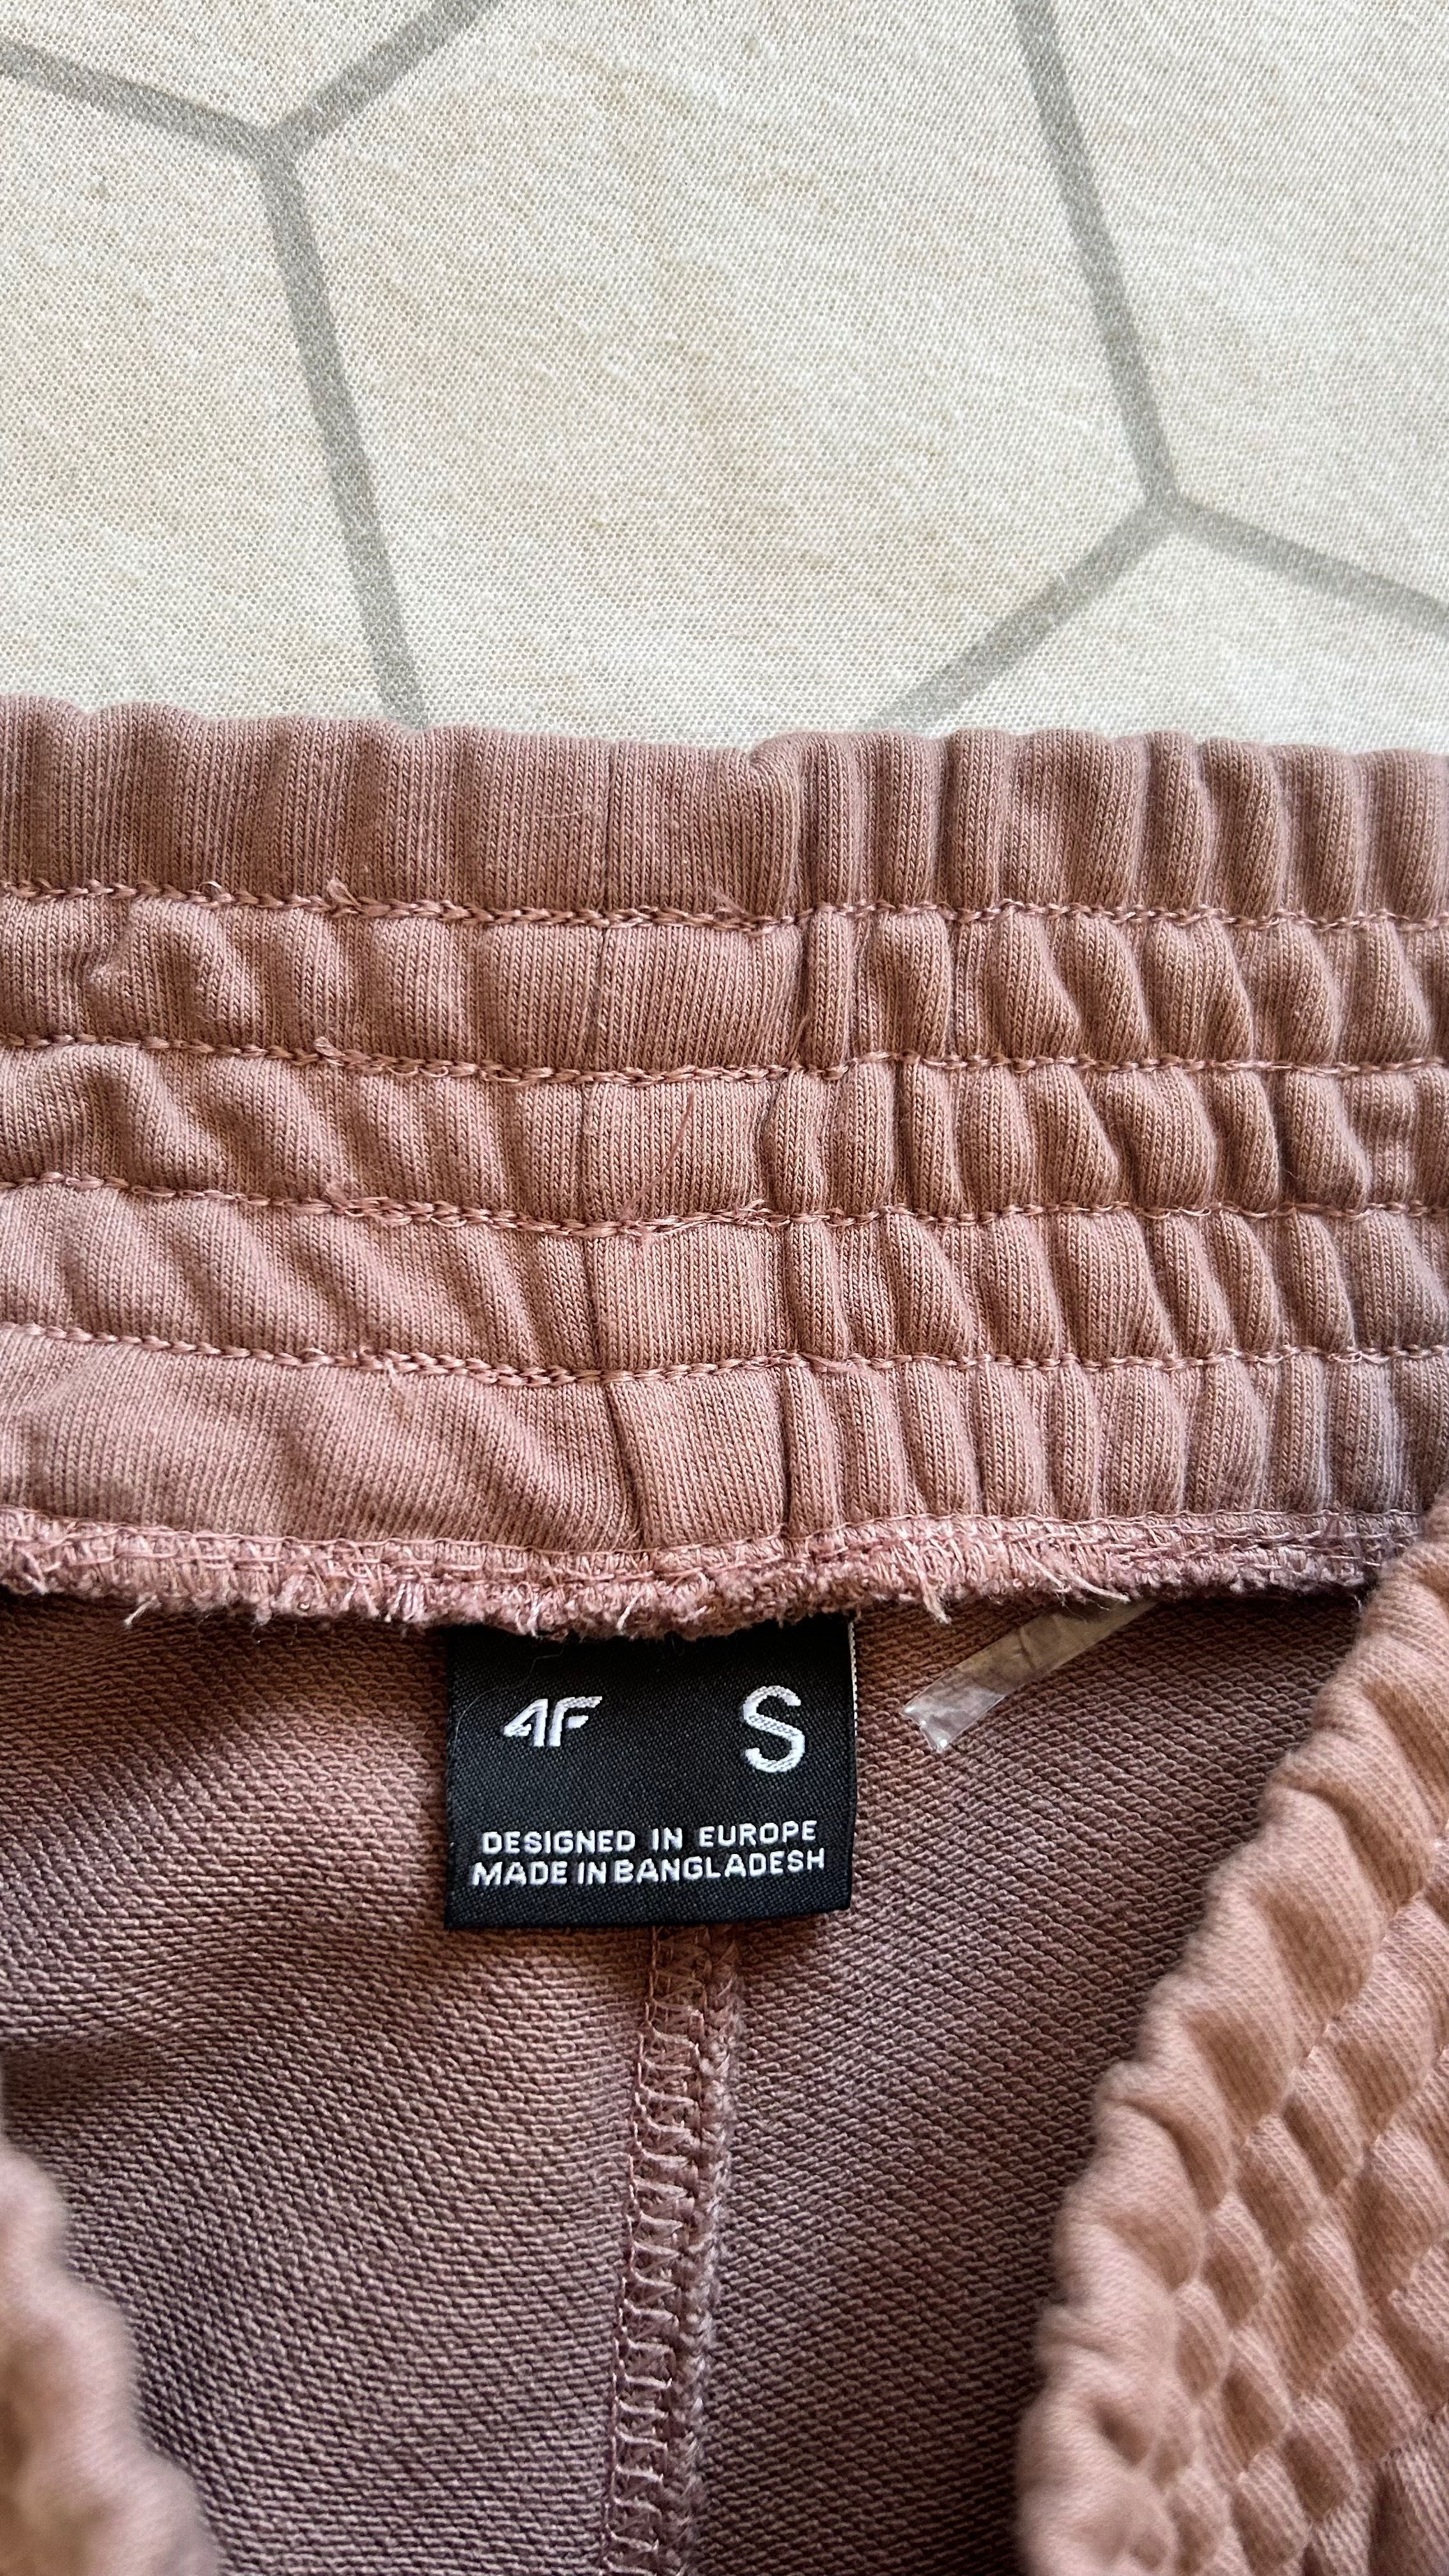 4F S
DESIGNED IN EUROPE
MADE IN BANGLADESH